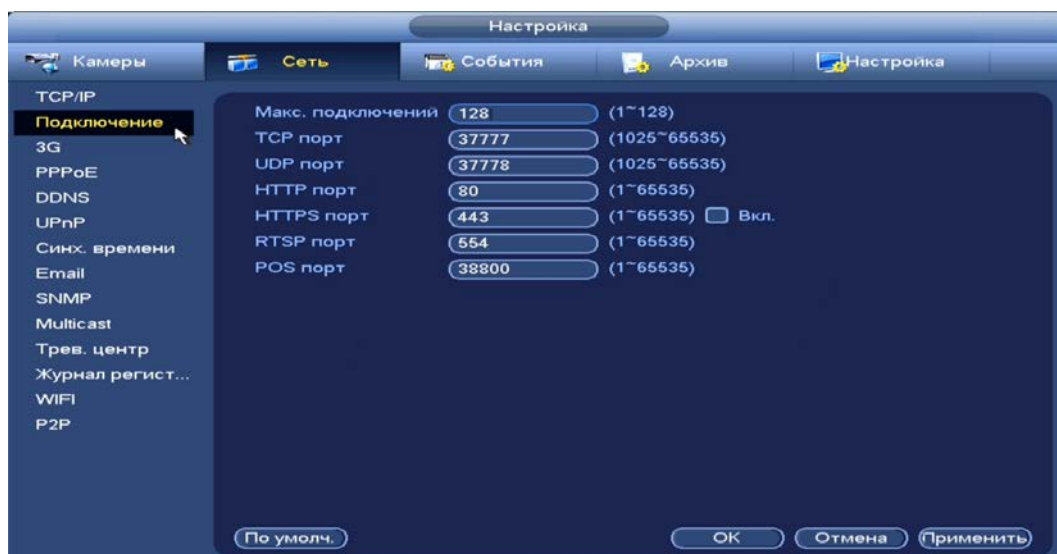 Настройка
Камеры
Сеть
События
Архив
Настройка
TCP/IP
Подключение
3G
PPPoE
DDNS
UPnP
Синх. времени
Email
SNMP
Multicast
Трев. центр
Журнал регист...
WIFI
P2P
Макс. подключений 128 (1~128)
TCP порт 37777 (1025~65535)
UDP порт 37778 (1025~65535)
HTTP порт 80 (1~65535)
HTTPS порт 443 (1~65535) Вкл.
RTSP порт 554 (1~65535)
POS порт 38800 (1~65535)
По умолч. OK Отмена Применить